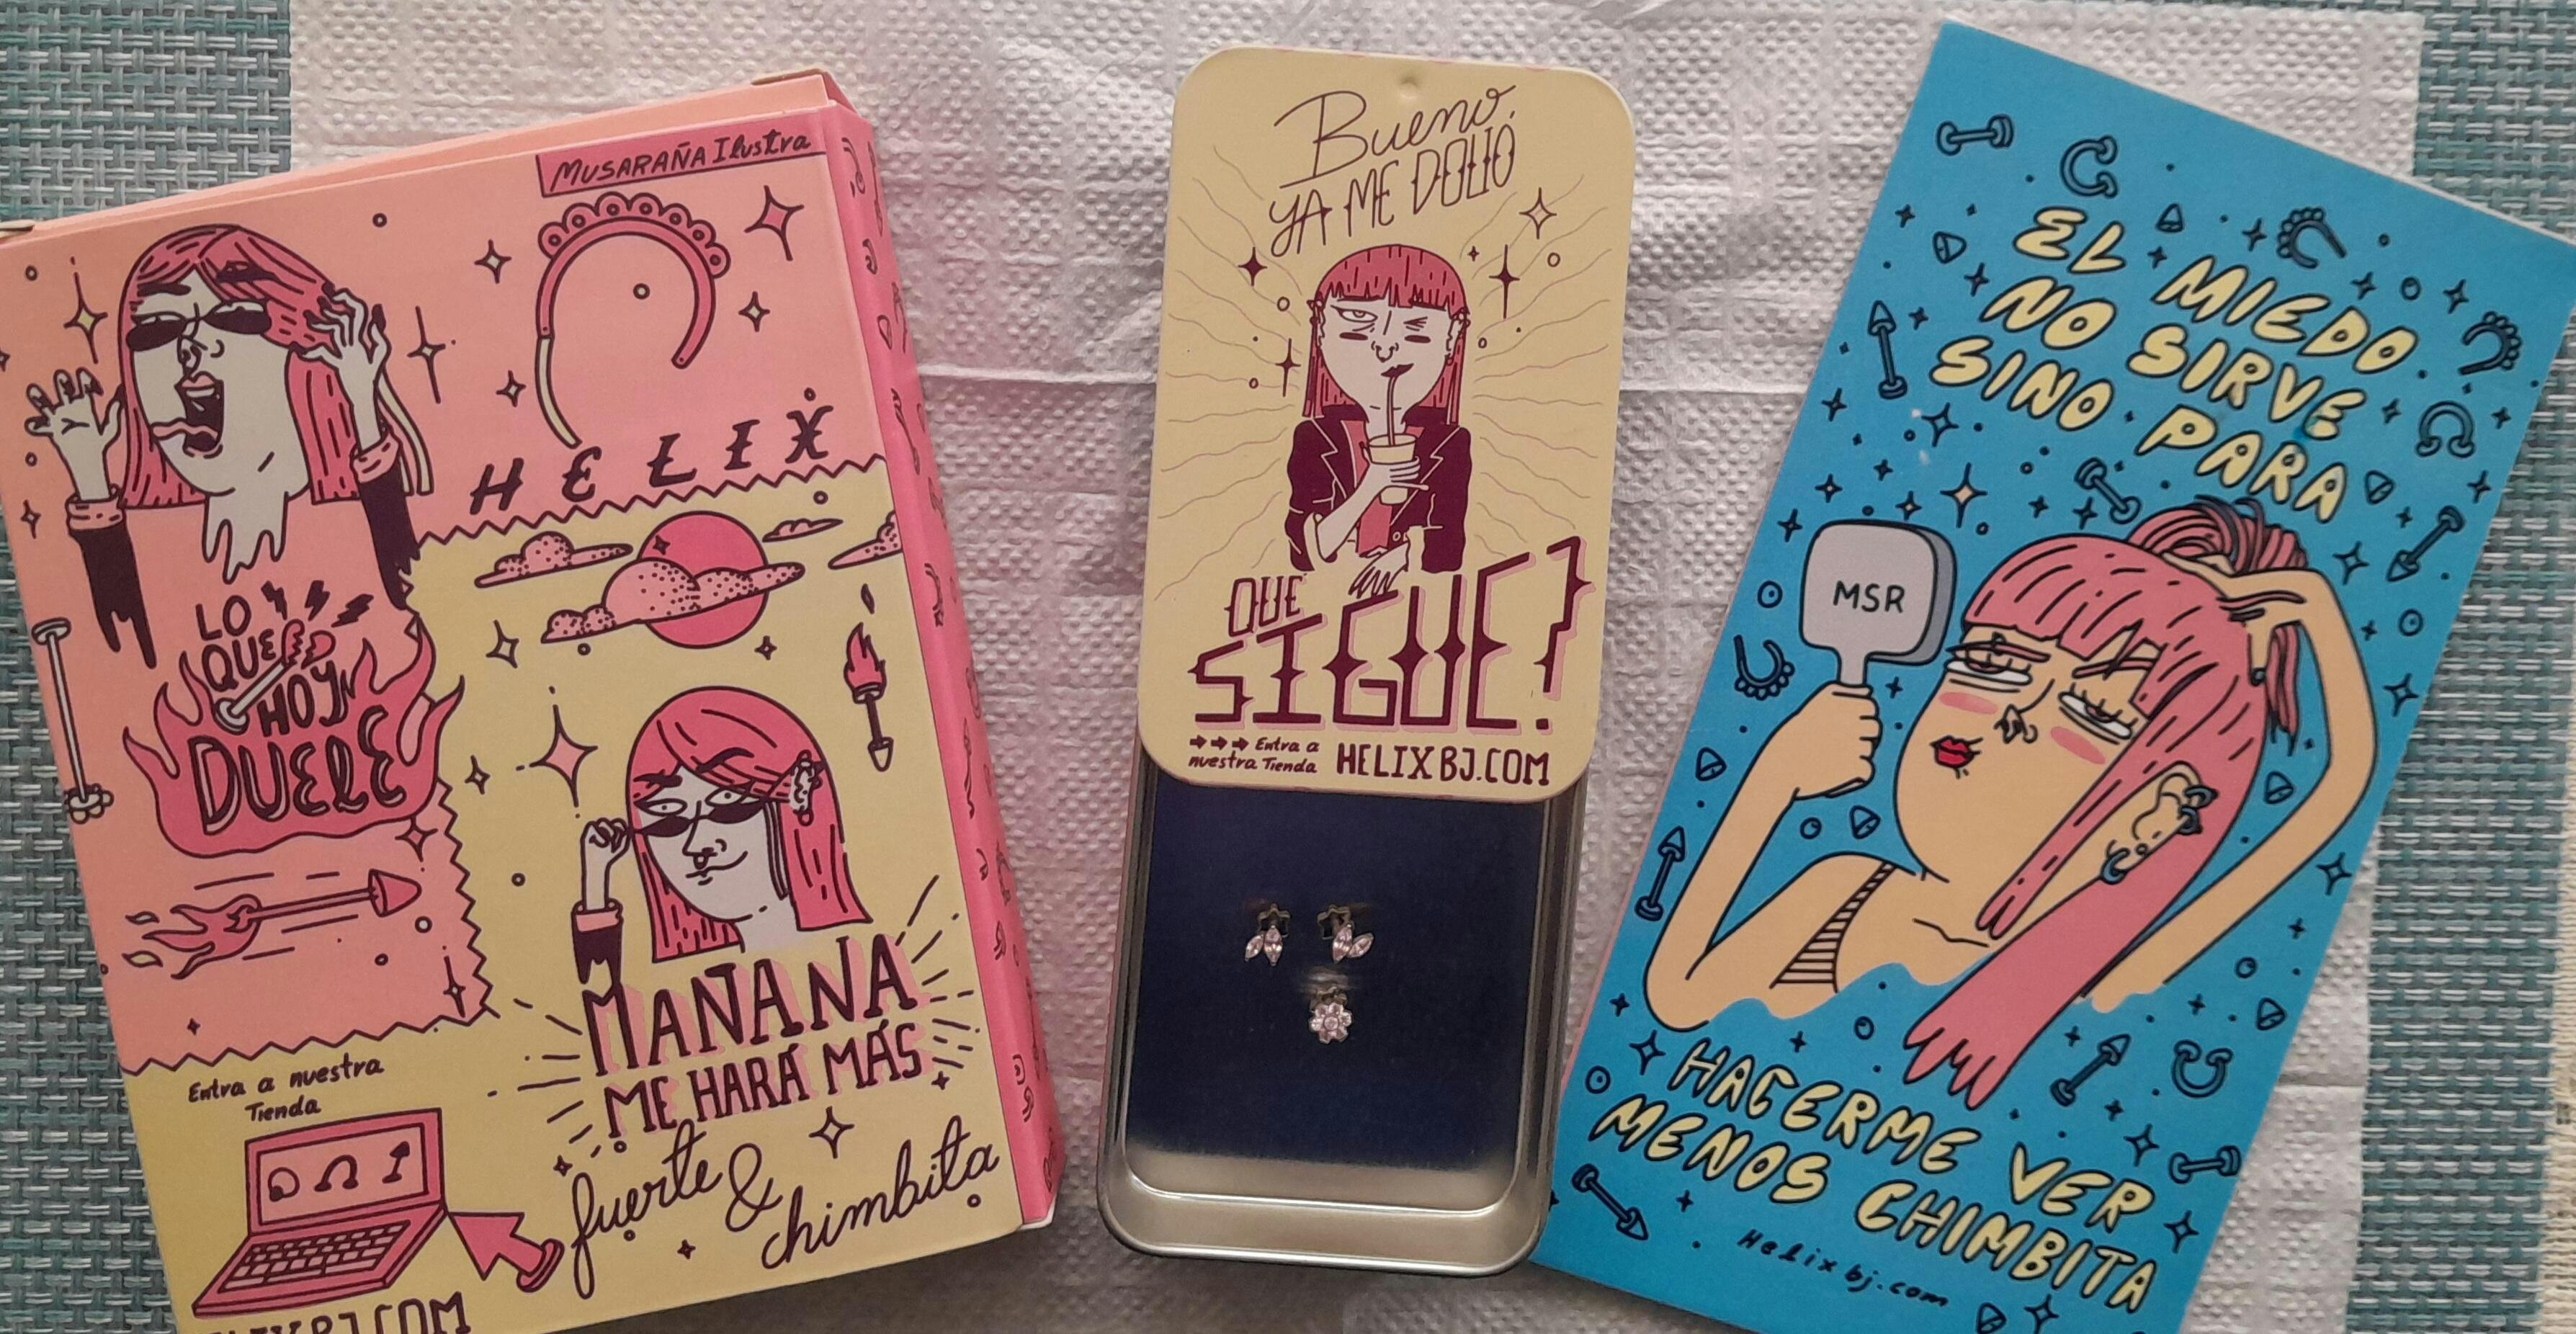 MUSARAÑA Ilustra
HELIX
LO
QUE
HOY
DUELE
MAÑANA
ME HARÁ MÁS
fuerte &
chimbita
Entra a nuestra
Tienda
HELIXBJ.COM
Bueno,
YA ME DOLIÓ
QUE
SIGUE?
Entra a
nuestra Tienda
HELIXBJ.COM
EL MIEDO
NO SIRVE
SINO PARA
MSR
HACERME VER
MENOS CHIMBITA
Helixbj.com